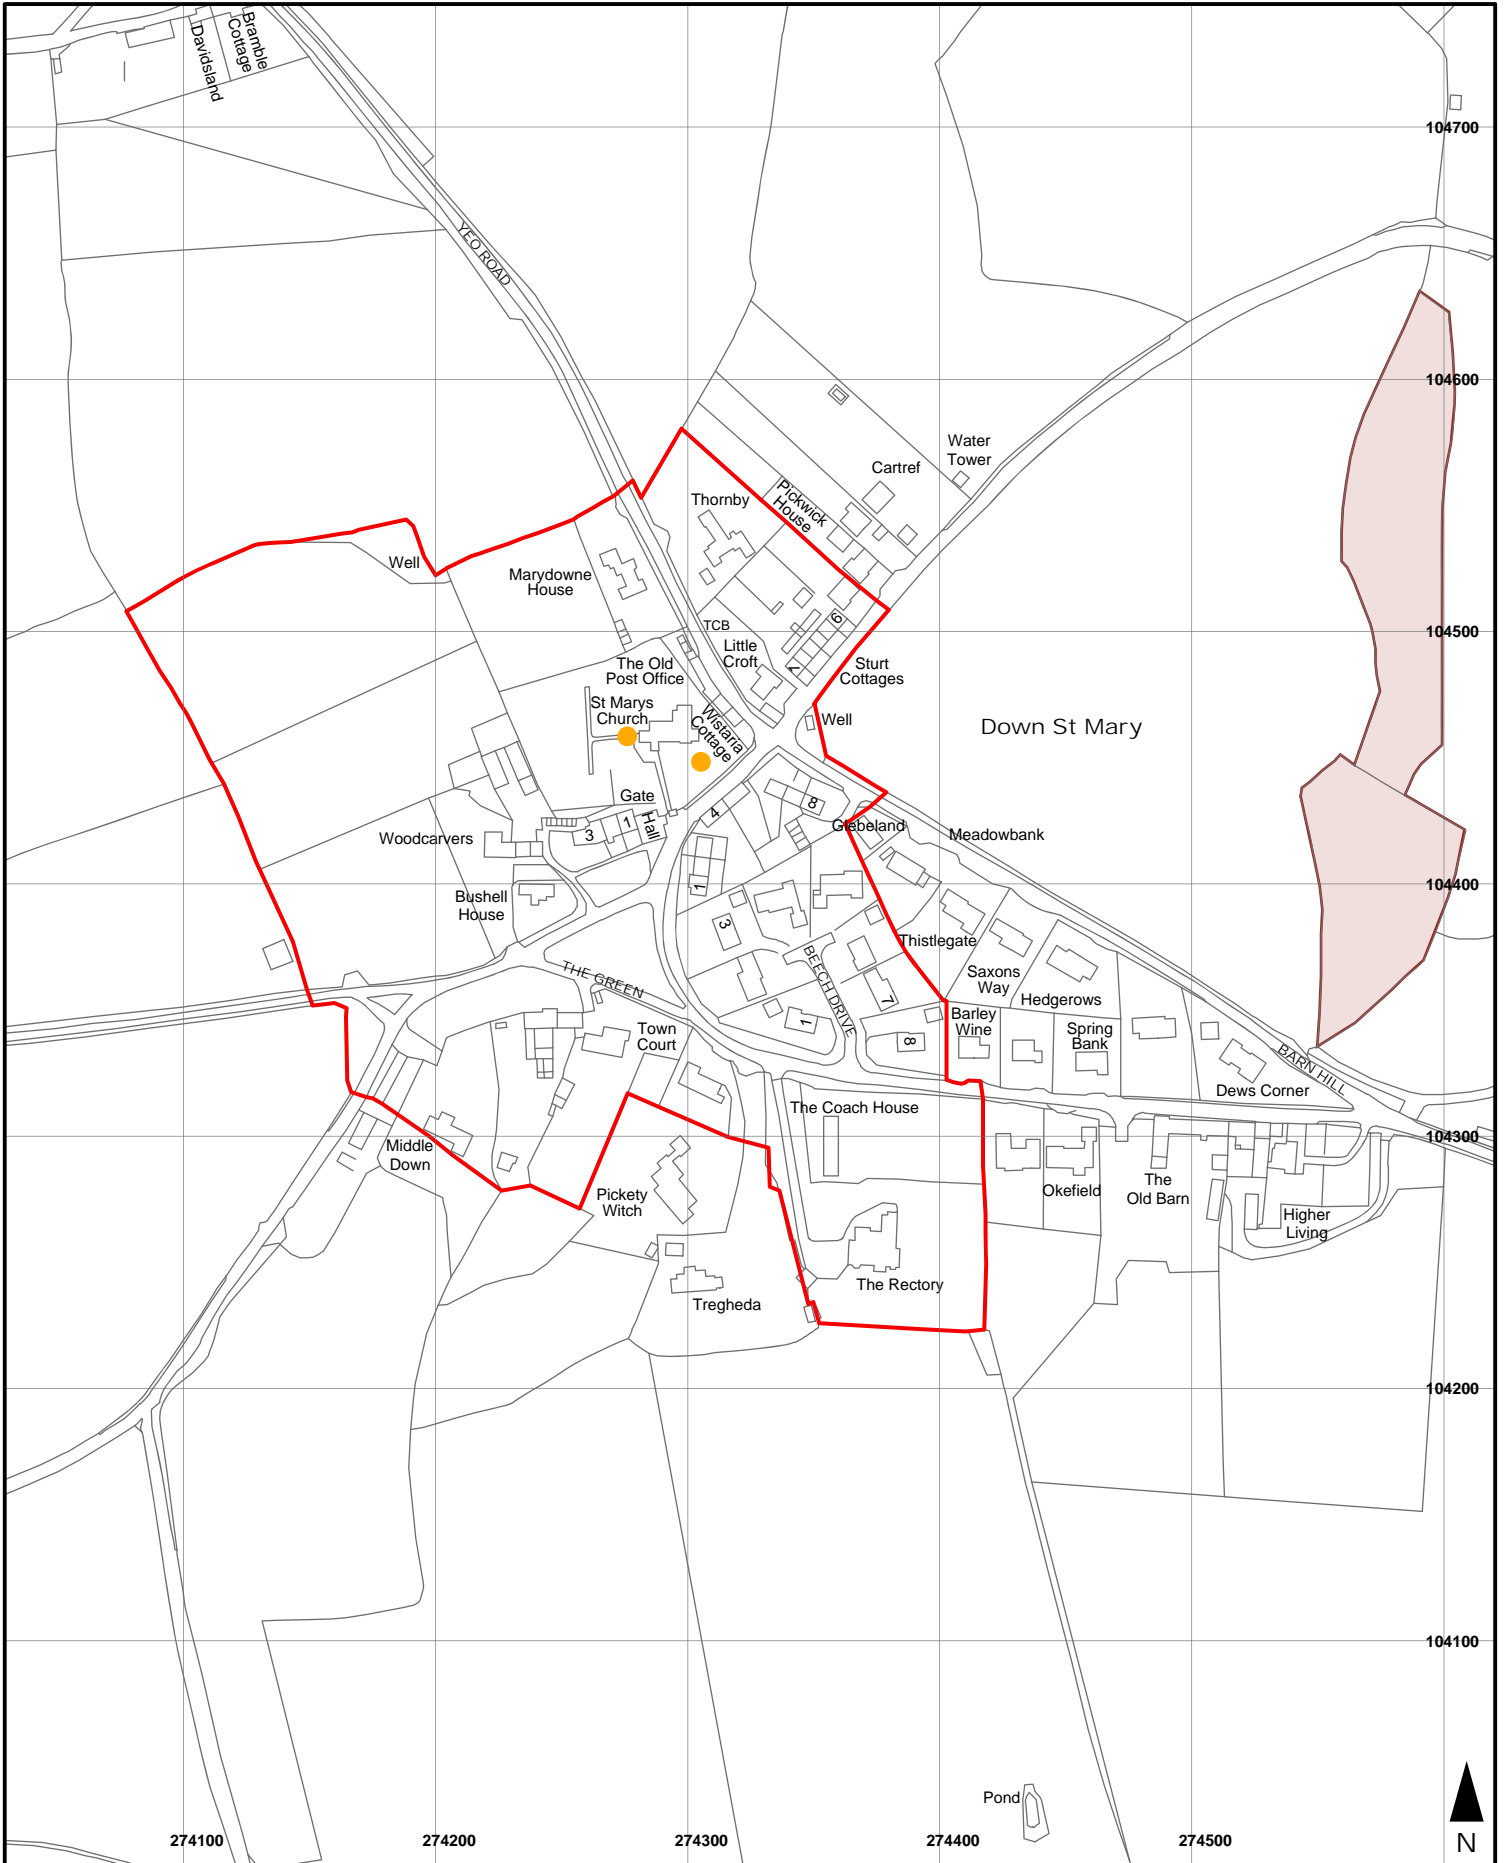 Bramble
Cottage
Davidsland
104700
YEO ROAD
104600
Water
Tower
Cartref
Pickwick
House
Thornby
Well
Marydowne
House
6
TCB
104500
Little
Croft
7
Sturt
Cottages
The Old
Post Office
St Marys
Church
Wistaria
Cottage
Well
Down St Mary
Gate
Hall
1
3
4
8
Glebeland
Meadowbank
Woodcarvers
Bushell
House
1
104400
3
Thistlegate
BEECH DRIVE
Saxons
Way
Hedgerows
THE GREEN
7
1
8
Barley
Wine
Spring
Bank
Town
Court
BARN HILL
Dews Corner
The Coach House
104300
Middle
Down
Pickety
Witch
Okefield
The
Old Barn
Higher
Living
The Rectory
Tregheda
104200
104100
Pond
274100
274200
274300
274400
274500
N